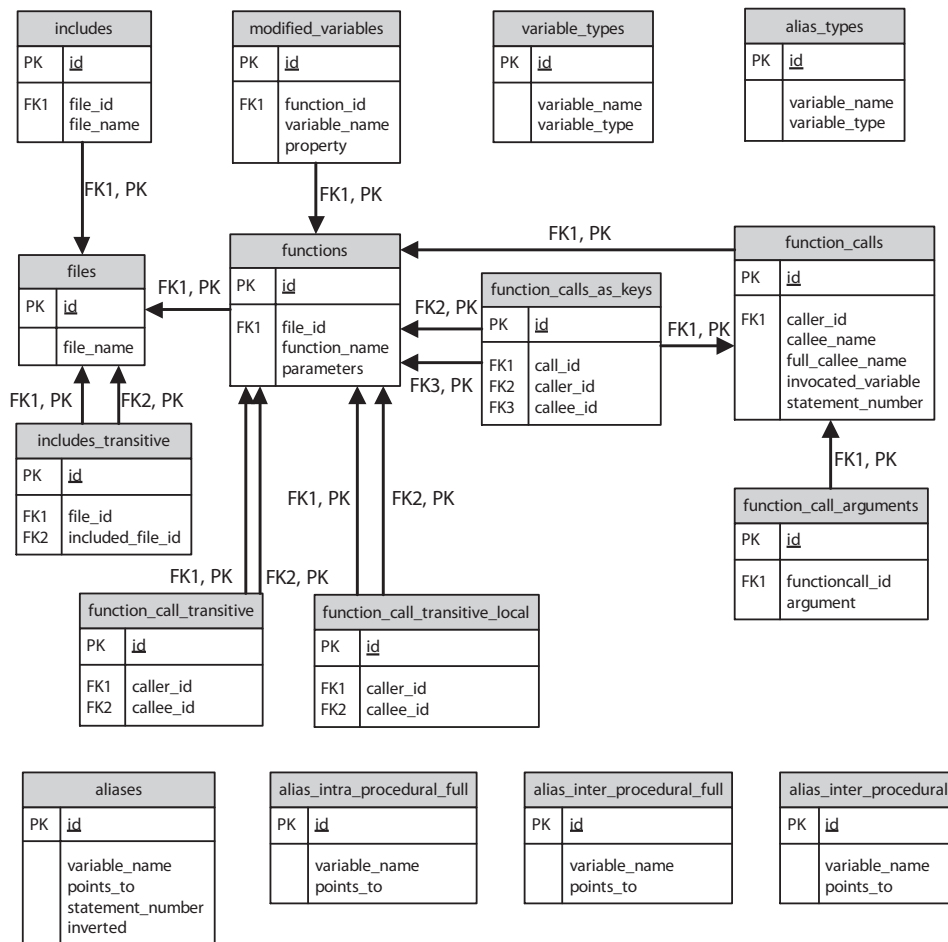 includes
PK id
FK1 file_id
file_name
modified_variables
PK id
FK1 function_id
variable_name
property
variable_types
PK id
variable_name
variable_type
alias_types
PK id
variable_name
variable_type
FK1, PK
FK1, PK
files
PK id
file_name
FK1, PK
functions
PK id
FK1 file_id
function_name
parameters
FK1, PK
FK2, PK
FK3, PK
function_calls_as_keys
PK id
FK1 call_id
FK2 caller_id
FK3 callee_id
FK1, PK
function_calls
PK id
FK1 caller_id
callee_name
full_callee_name
invocated_variable
statement_number
FK1, PK
FK2, PK
includes_transitive
PK id
FK1 file_id
FK2 included_file_id
FK1, PK
FK2, PK
FK1, PK
FK2, PK
FK1, PK
function_call_arguments
PK id
FK1 functioncall_id
argument
function_call_transitive
PK id
FK1 caller_id
FK2 callee_id
function_call_transitive_local
PK id
FK1 caller_id
FK2 callee_id
aliases
PK id
variable_name
points_to
statement_number
inverted
alias_intra_procedural_full
PK id
variable_name
points_to
alias_inter_procedural_full
PK id
variable_name
points_to
alias_inter_procedural
PK id
variable_name
points_to